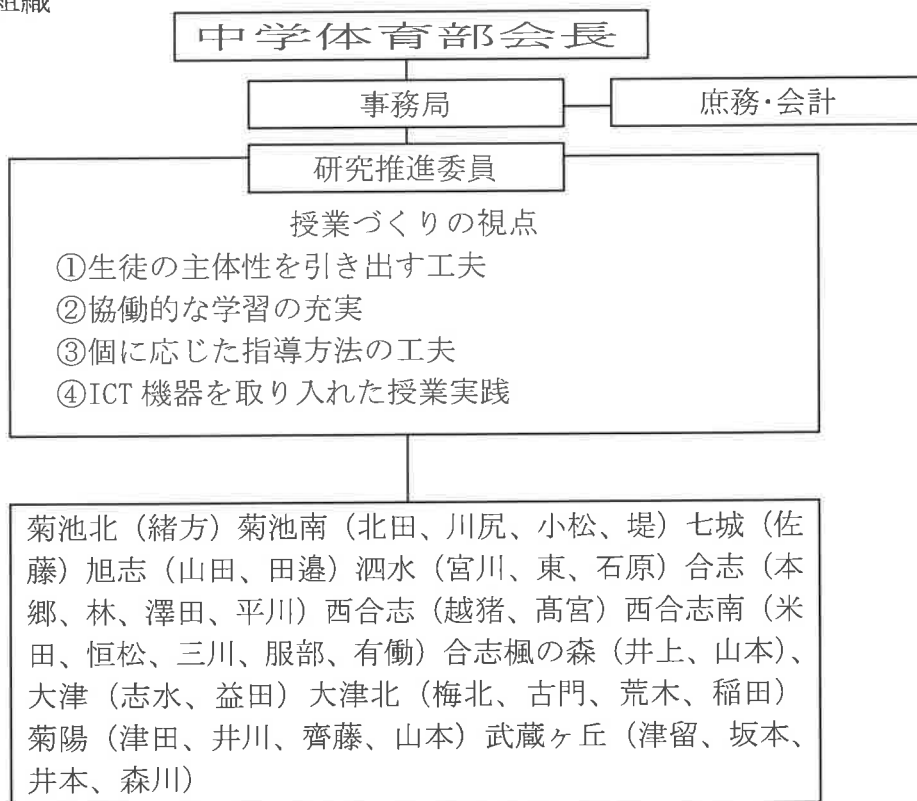 組織
中学体育部会長
事務局
庶務・会計
研究推進委員
授業づくりの視点
①生徒の主体性を引き出す工夫
②協働的な学習の充実
③個に応じた指導方法の工夫
④ICT 機器を取り入れた授業実践
菊池北（緒方）菊池南（北田、川尻、小松、堤）七城（佐
藤）旭志（山田、田邉）泗水（宮川、東、石原）合志（本
郷、林、澤田、平川）西合志（越猪、髙宮）西合志南（米
田、恒松、三川、服部、有働）合志楓の森（井上、山本）、
大津（志水、益田）大津北（梅北、古門、荒木、稲田）
菊陽（津田、井川、齊藤、山本）武蔵ヶ丘（津留、坂本、
井本、森川）